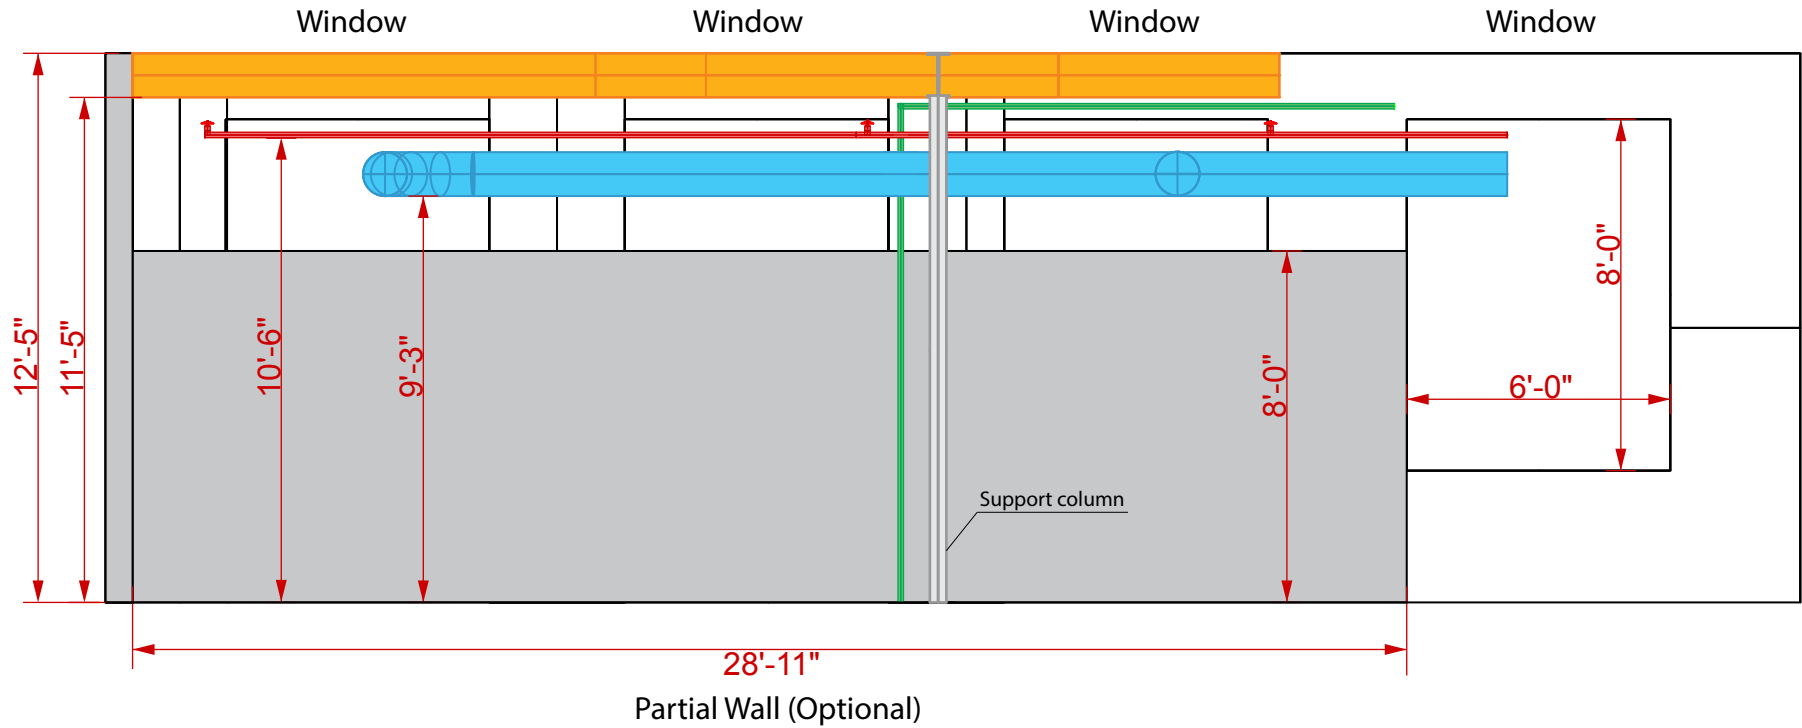 Window Window Window Window
12'-5"
11'-5"
10'-6"
9'-3"
8'-0"
8'-0"
6'-0"
Support column
28'-11"
Partial Wall (Optional)